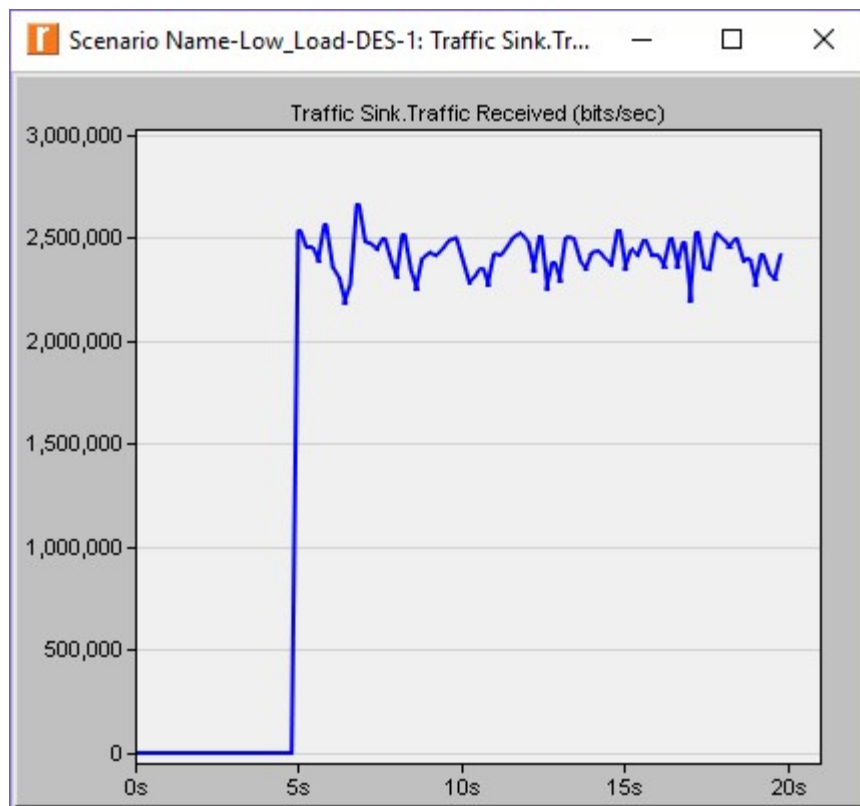 r Scenario Name-Low_Load-DES-1: Traffic Sink.Tr...
Traffic Sink.Traffic Received (bits/sec)
3,000,000
2,500,000
2,000,000
1,500,000
1,000,000
500,000
0
0s 5s 10s 15s 20s